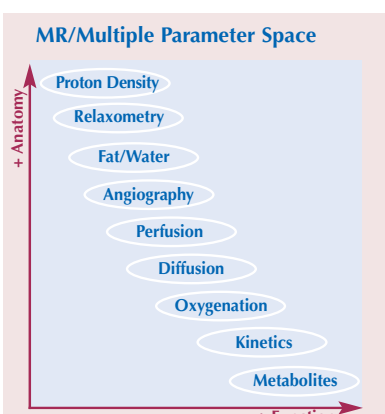 MR/Multiple Parameter Space
+ Anatomy
Proton Density
Relaxometry
Fat/Water
Angiography
Perfusion
Diffusion
Oxygenation
Kinetics
Metabolites